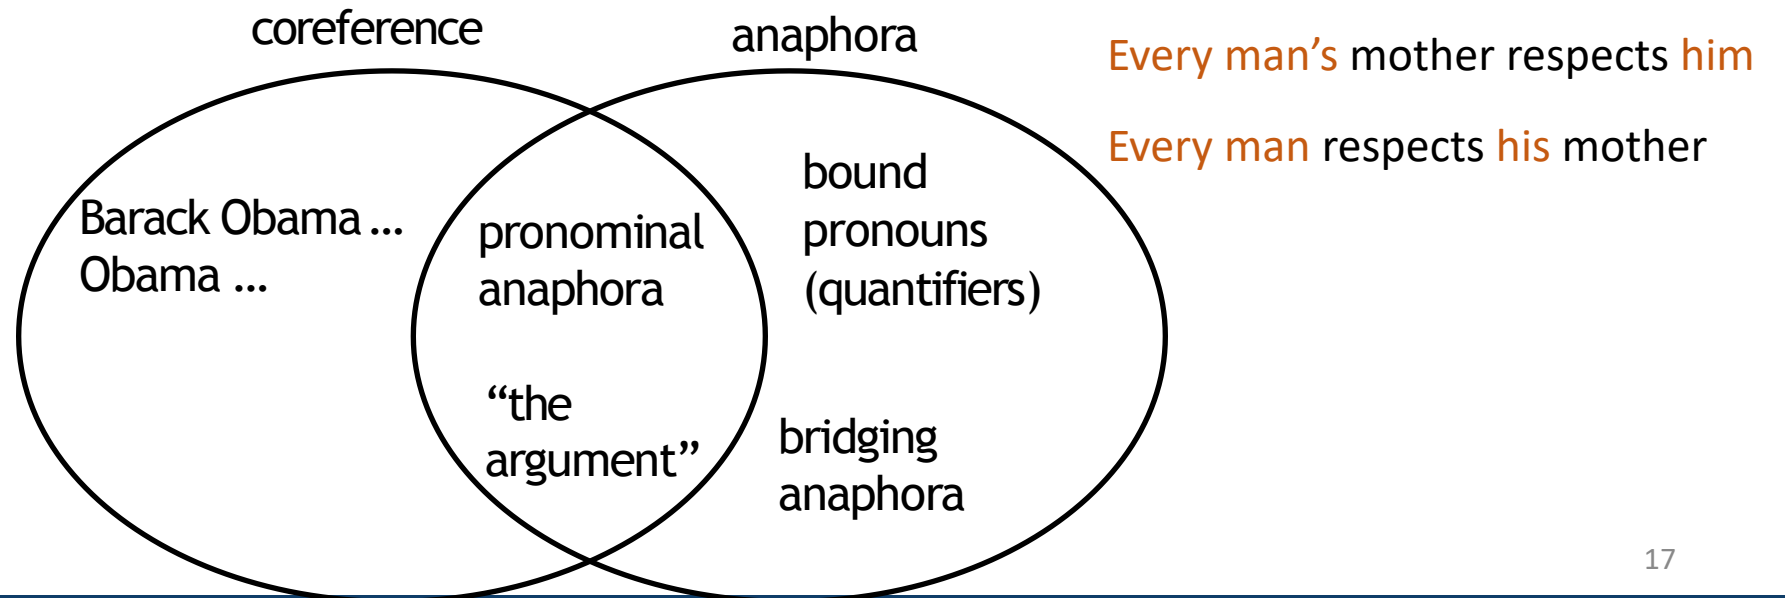 coreference
anaphora
Every man’s mother respects him
Every man respects his mother
Barack Obama ...
Obama ...
pronominal
anaphora
“the
argument”
bound
pronouns
(quantifiers)
bridging
anaphora
17